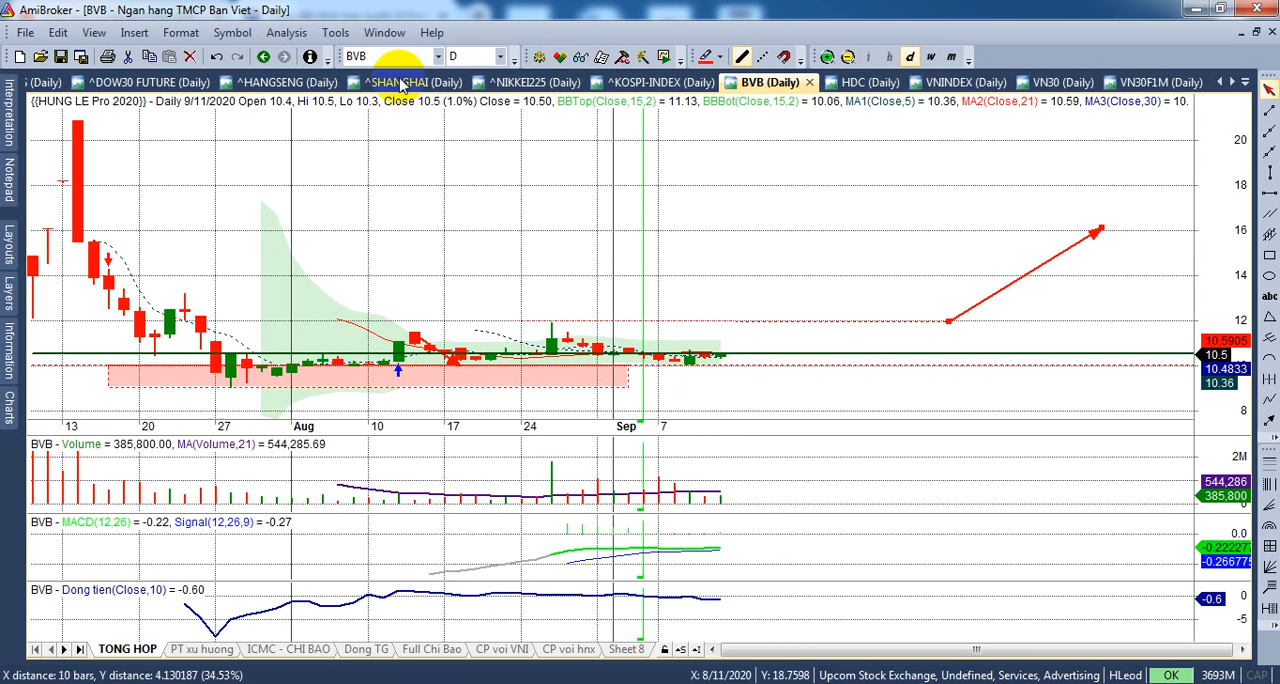 AmiBroker - [BVB - Ngan hang TMCP Ban Viet - Daily]
File Edit View Insert Format Symbol Analysis Tools Window Help
BVB D i d w m
(Daily) ^DOW30 FUTURE (Daily) ^HANGSENG (Daily) ^SHANGHAI (Daily) ^NIKKEI225 (Daily) ^KOSPI-INDEX (Daily) BVB (Daily) HDC (Daily) VNINDEX (Daily) VN30 (Daily) VN30F1M (Daily)
{{HUNG LE Pro 2020}} - Daily 9/11/2020 Open 10.4, Hi 10.5, Lo 10.3, Close 10.5 (1.0%) Close = 10.50, BBTop(Close,15,2) = 11.13, BBBot(Close,15,2) = 10.06, MA1(Close,5) = 10.36, MA2(Close,21) = 10.59, MA3(Close,30) = 10.
Interpretation
Notepad
Layouts
Layers
Information
Charts
abc
20
18
16
14
12
10.5905
10.5
10.4833
10.36
8
13 20 27 Aug 10 17 24 Sep 7
BVB - Volume = 385,800.00, MA(Volume,21) = 544,285.69
2M
544,286
385,800
BVB - MACD(12,26) = -0.22, Signal(12,26,9) = -0.27
0.0
-0.222277
-0.266775
BVB - Dong tien(Close,10) = -0.60
0
-0.6
-5
TONG HOP PT xu huong ICMC - CHI BAO Dong TG Full Chi Bao CP voi VNI CP voi hnx Sheet 8
X distance: 10 bars, Y distance: 4.130187 (34.53%) X: 8/11/2020 Y: 18.7598 Upcom Stock Exchange, Undefined, Services, Advertising HLeod OK 3693M CAP